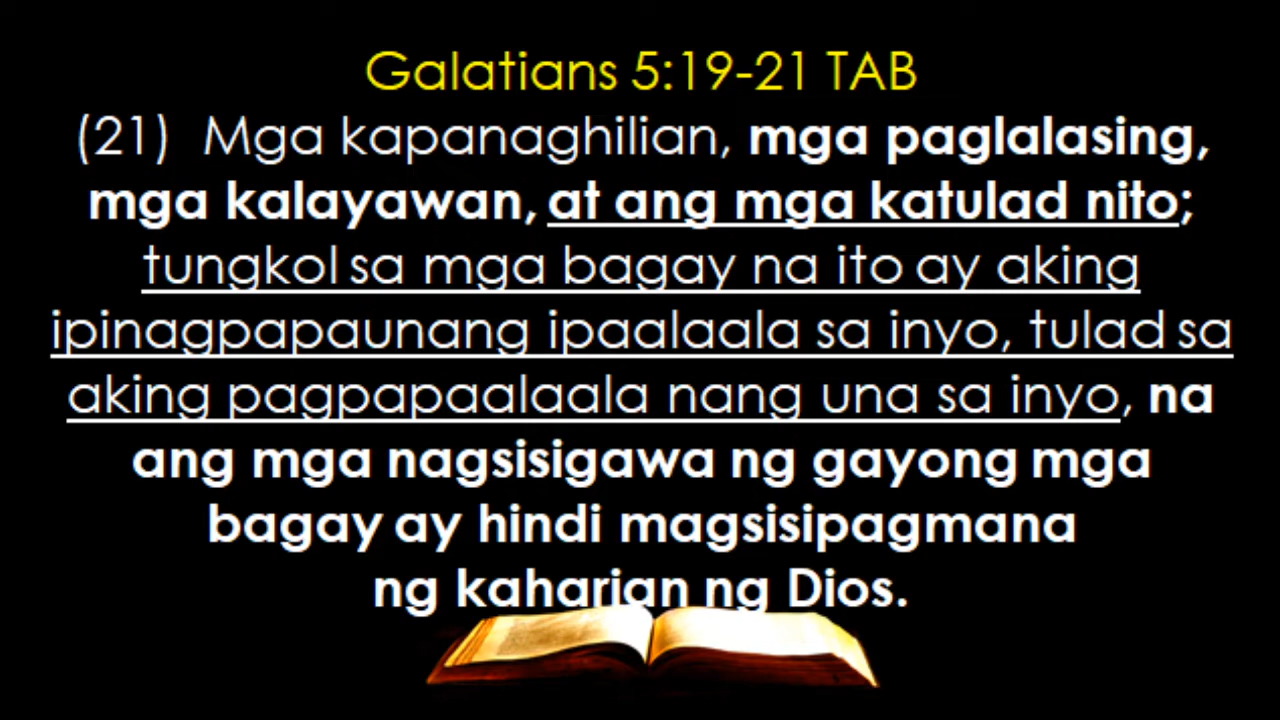 Galatians 5:19-21 TAB
(21) Mga kapanaghilian, mga paglalasing,
mga kalayawan, at ang mga katulad nito;
tungkol sa mga bagay na ito ay aking
ipinagpapaunang ipaalaala sa inyo, tulad sa
aking pagpapaalaala nang una sa inyo, na
ang mga nagsisigawa ng gayong mga
bagay ay hindi magsisipagmana
ng kaharian ng Dios.